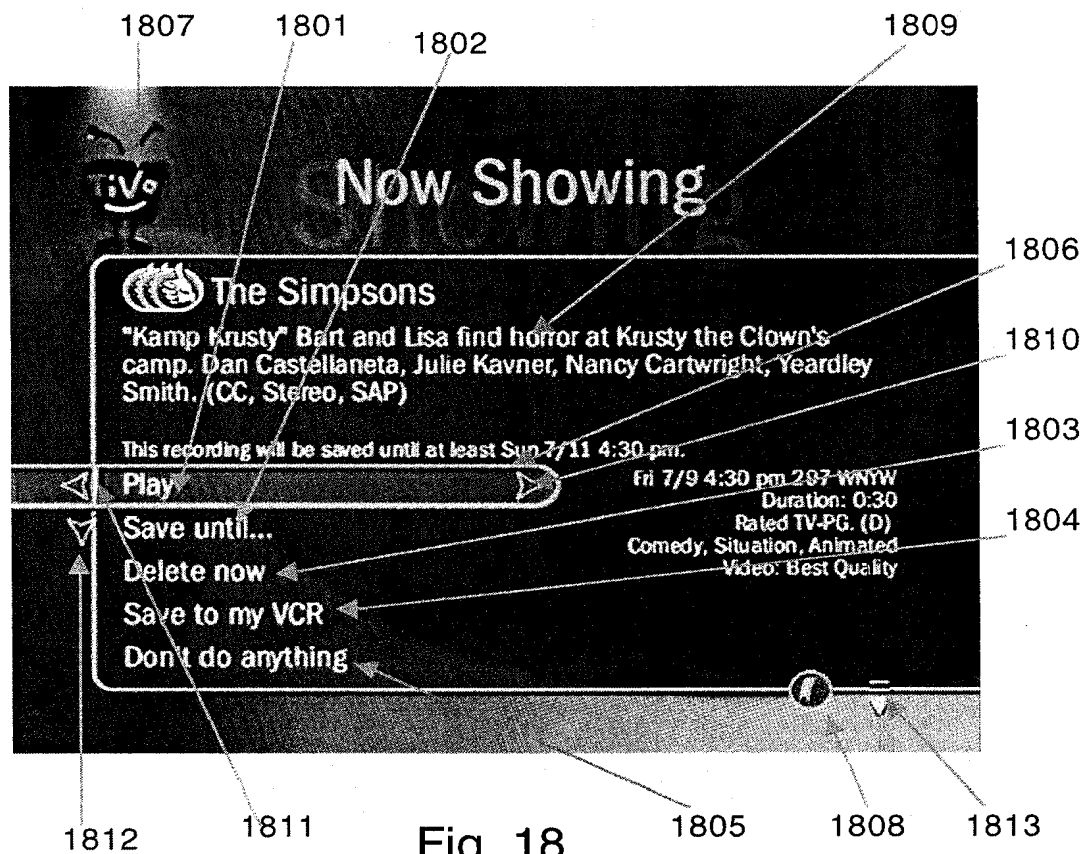 1807 1801 1802 1809
TiVo
Now Showing
The Simpsons
"Kamp Krusty" Bart and Lisa find horror at Krusty the Clown's
camp. Dan Castellaneta, Julie Kavner, Nancy Cartwright, Yeardley
Smith. (CC, Stereo, SAP)
This recording will be saved until at least Sun 7/11 4:30 pm.
Play
Save until...
Delete now
Save to my VCR
Don't do anything
Fri 7/9 4:30 pm 297 WNYW
Duration: 0:30
Rated TV-PG. (D)
Comedy, Situation, Animated
Video: Best Quality
1806
1810
1803
1804
1812 1811 1805 1808 1813
Fig. 18